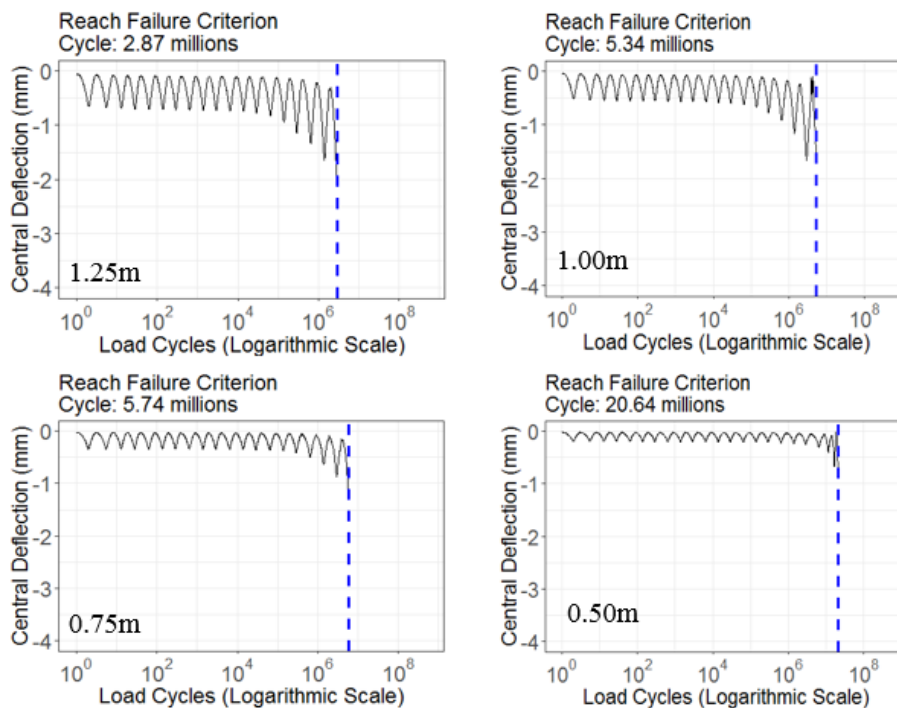 Reach Failure Criterion
Cycle: 2.87 millions
Central Deflection (mm)
0
-1
-2
-3
-4
1.25m
10^0 10^2 10^4 10^6 10^8
Load Cycles (Logarithmic Scale)
Reach Failure Criterion
Cycle: 5.34 millions
Central Deflection (mm)
0
-1
-2
-3
-4
1.00m
10^0 10^2 10^4 10^6 10^8
Load Cycles (Logarithmic Scale)
Reach Failure Criterion
Cycle: 5.74 millions
Central Deflection (mm)
0
-1
-2
-3
-4
0.75m
10^0 10^2 10^4 10^6 10^8
Load Cycles (Logarithmic Scale)
Reach Failure Criterion
Cycle: 20.64 millions
Central Deflection (mm)
0
-1
-2
-3
-4
0.50m
10^0 10^2 10^4 10^6 10^8
Load Cycles (Logarithmic Scale)